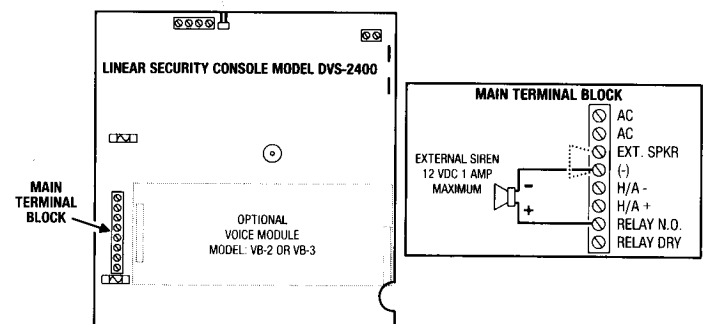 LINEAR SECURITY CONSOLE MODEL DVS-2400
MAIN
TERMINAL
BLOCK
OPTIONAL
VOICE MODULE
MODEL: VB-2 OR VB-3
MAIN TERMINAL BLOCK
AC
AC
EXT. SPKR
(-)
H/A -
H/A +
RELAY N.O.
RELAY DRY
EXTERNAL SIREN
12 VDC 1 AMP
MAXIMUM
-
+